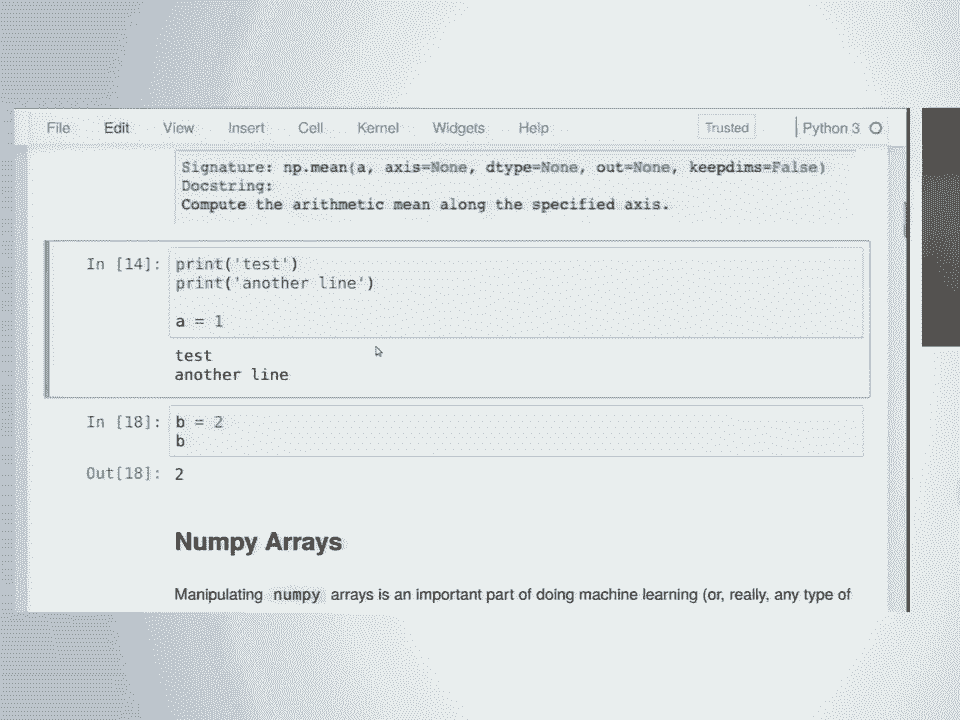 File Edit View Insert Cell Kernel Widgets Help Trusted Python 3
Signature: np.mean(a, axis=None, dtype=None, out=None, keepdims=False)
Docstring:
Compute the arithmetic mean along the specified axis.
In [14]: print('test')
print('another line')
a = 1
test
another line
In [18]: b = 2
b
Out[18]: 2
Numpy Arrays
Manipulating numpy arrays is an important part of doing machine learning (or, really, any type of